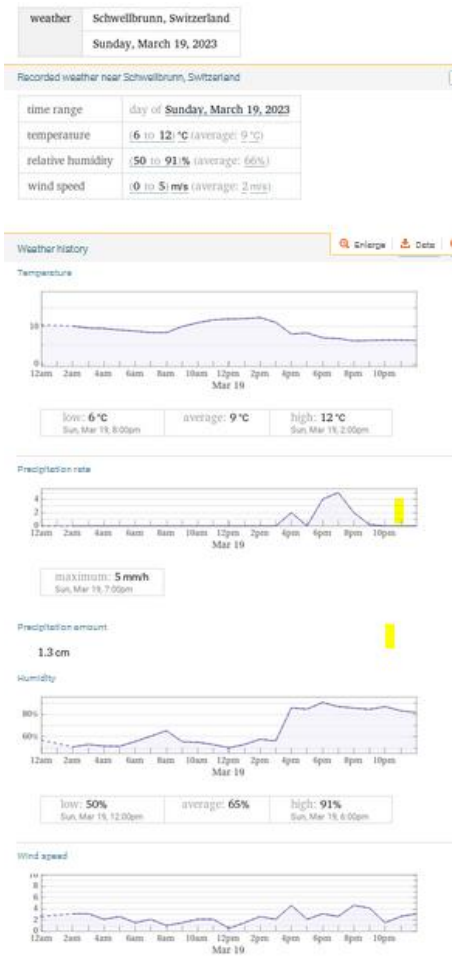 weather Schwellbrunn, Switzerland
Sunday, March 19, 2023
Recorded weather near Schwellbrunn, Switzerland
time range day of Sunday, March 19, 2023
temperature (6 to 12) °C (average: 9 °C)
relative humidity (50 to 91)% (average: 66%)
wind speed (0 to 5) m/s (average: 2 m/s)
Weather history Enlarge Data
Temperature
10
0
12am 2am 4am 6am 8am 10am 12pm 2pm 4pm 6pm 8pm 10pm
Mar 19
low: 6 °C average: 9 °C high: 12 °C
Sun, Mar 19, 8:00pm Sun, Mar 19, 2:00pm
Precipitation rate
4
2
0
12am 2am 4am 6am 8am 10am 12pm 2pm 4pm 6pm 8pm 10pm
Mar 19
maximum: 5 mm/h
Sun, Mar 19, 7:00pm
Precipitation amount
1.3 cm
Humidity
80%
60%
12am 2am 4am 6am 8am 10am 12pm 2pm 4pm 6pm 8pm 10pm
Mar 19
low: 50% average: 65% high: 91%
Sun, Mar 19, 12:00pm Sun, Mar 19, 6:00pm
Wind speed
10
8
6
4
2
0
12am 2am 4am 6am 8am 10am 12pm 2pm 4pm 6pm 8pm 10pm
Mar 19